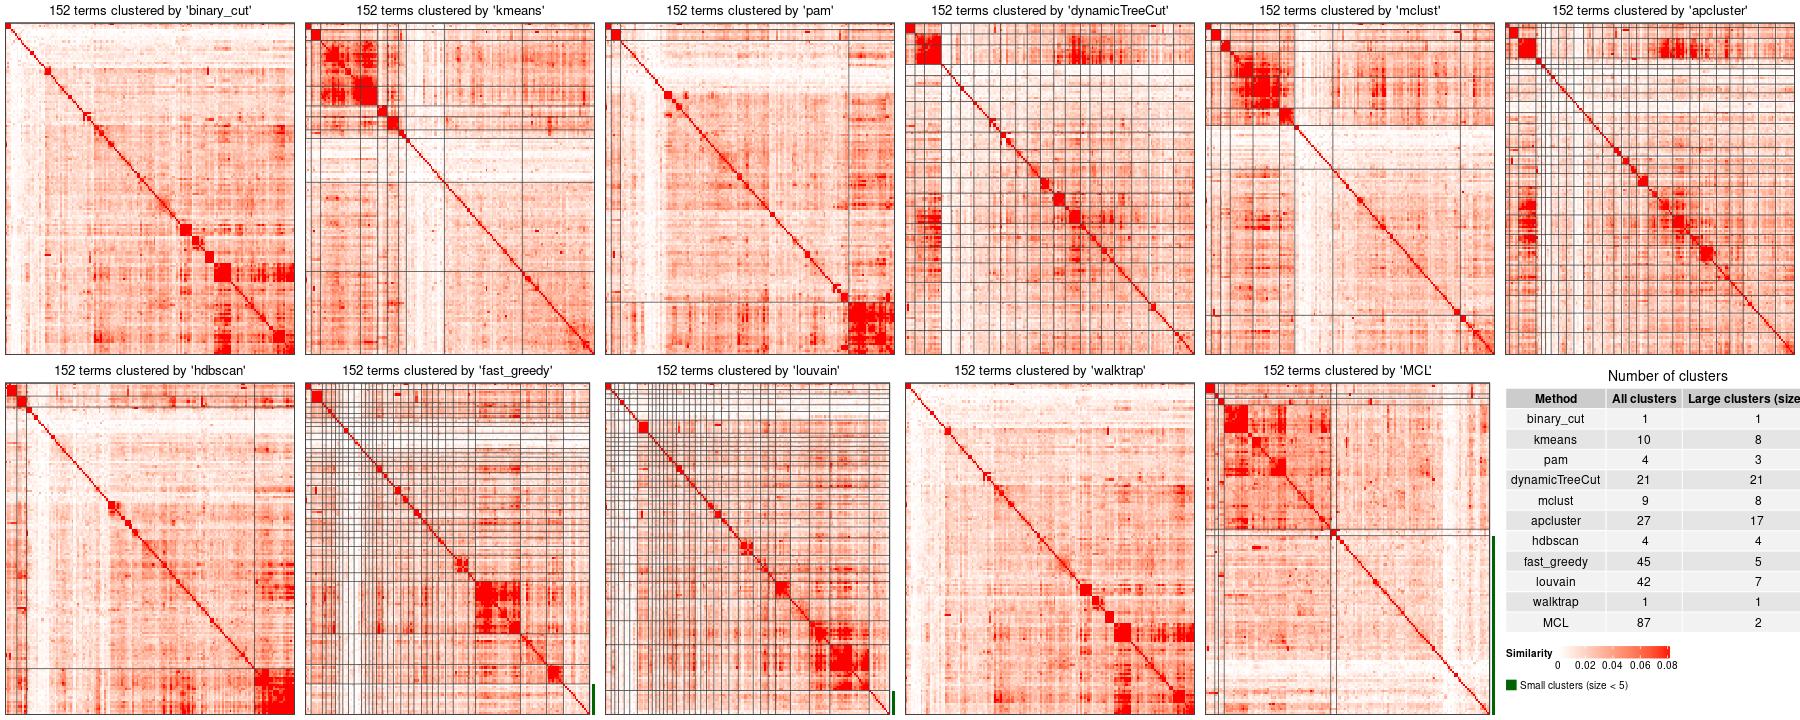 152 terms clustered by 'binary_cut'
152 terms clustered by 'kmeans'
152 terms clustered by 'pam'
152 terms clustered by 'dynamicTreeCut'
152 terms clustered by 'mclust'
152 terms clustered by 'apcluster'
152 terms clustered by 'hdbscan'
152 terms clustered by 'fast_greedy'
152 terms clustered by 'louvain'
152 terms clustered by 'walktrap'
152 terms clustered by 'MCL'
Number of clusters
Method All clusters Large clusters (size
binary_cut 1 1
kmeans 10 8
pam 4 3
dynamicTreeCut 21 21
mclust 9 8
apcluster 27 17
hdbscan 4 4
fast_greedy 45 5
louvain 42 7
walktrap 1 1
MCL 87 2
Similarity
0 0.02 0.04 0.06 0.08
Small clusters (size < 5)